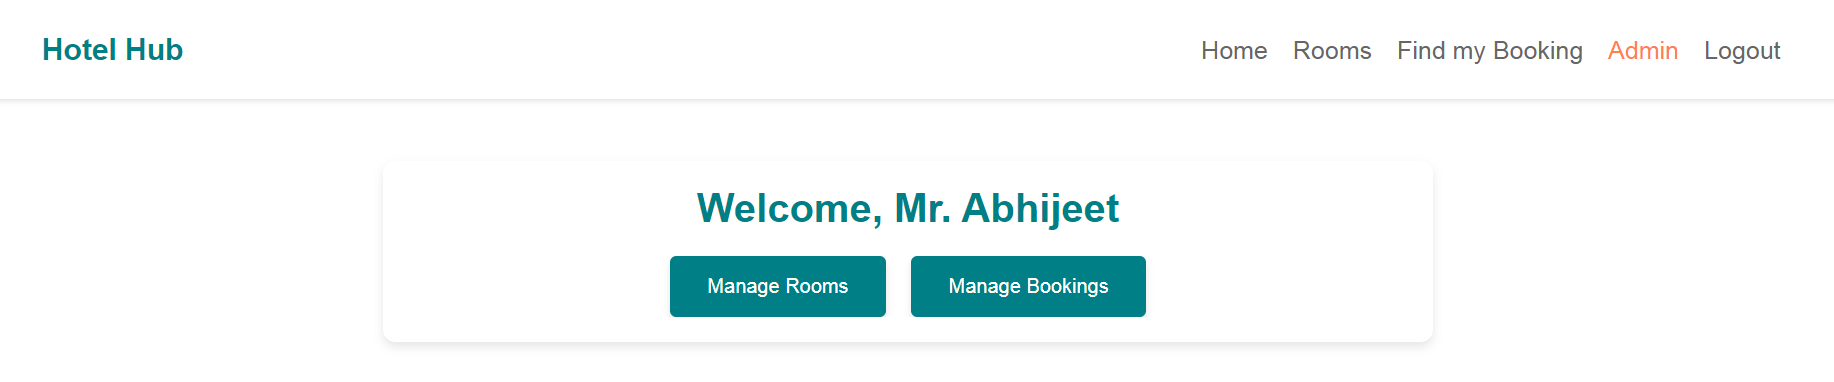 Hotel Hub Home Rooms Find my Booking Admin Logout
Welcome, Mr. Abhijeet
Manage Rooms Manage Bookings